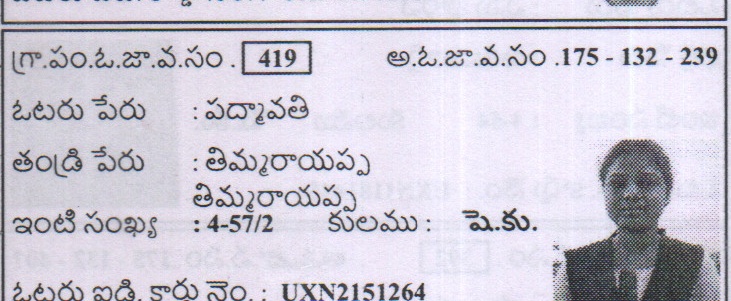 గ్రా.పం.ఓ.జా.వ.సం . 419 అ.ఓ.జా.వ.సం .175 - 132 - 239
ఓటరు పేరు : పద్మావతి
తండ్రి పేరు : తిమ్మరాయప్ప
తిమ్మరాయప్ప
ఇంటి సంఖ్య : 4-57/2 కులము : షె.కు.
ఓటరు ఐడి కార్డు నెం. : UXN2151264